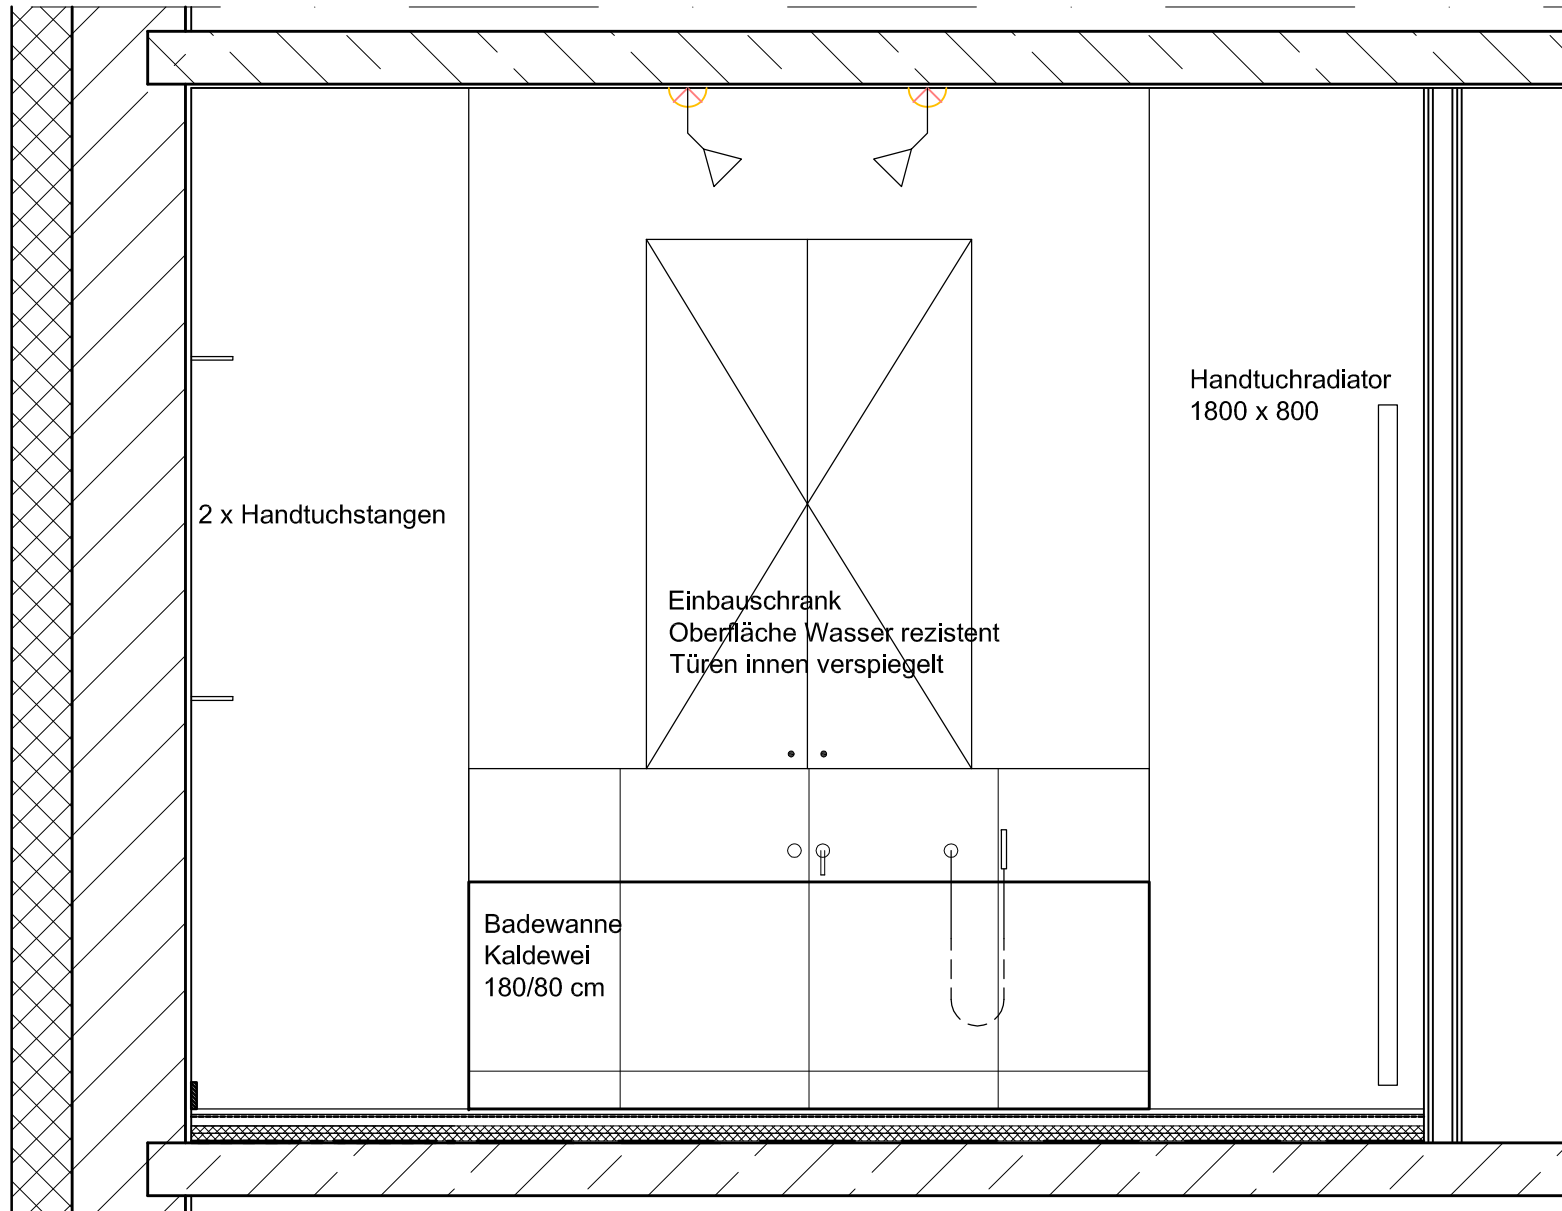 Handtuchradiator
1800 x 800
2 x Handtuchstangen
Einbauschrank
Oberfläche Wasser rezistent
Türen innen verspiegelt
Badewanne
Kaldewei
180/80 cm